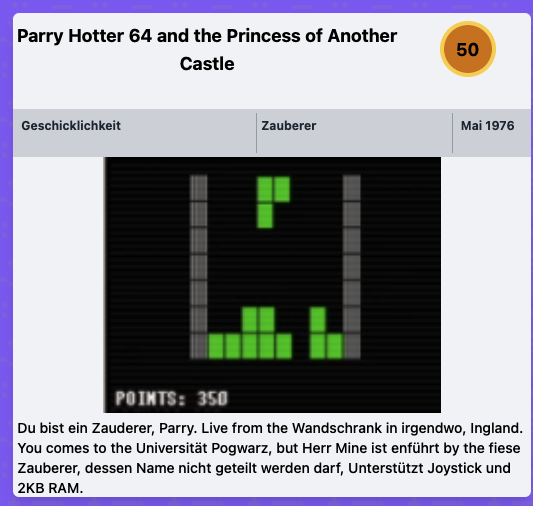 Parry Hotter 64 and the Princess of Another
Castle
50
Geschicklichkeit
Zauberer
Mai 1976
POINTS: 350
Du bist ein Zauderer, Parry. Live from the Wandschrank in irgendwo, Ingland.
You comes to the Universität Pogwarz, but Herr Mine ist enführt by the fiese
Zauberer, dessen Name nicht geteilt werden darf, Unterstützt Joystick und
2KB RAM.